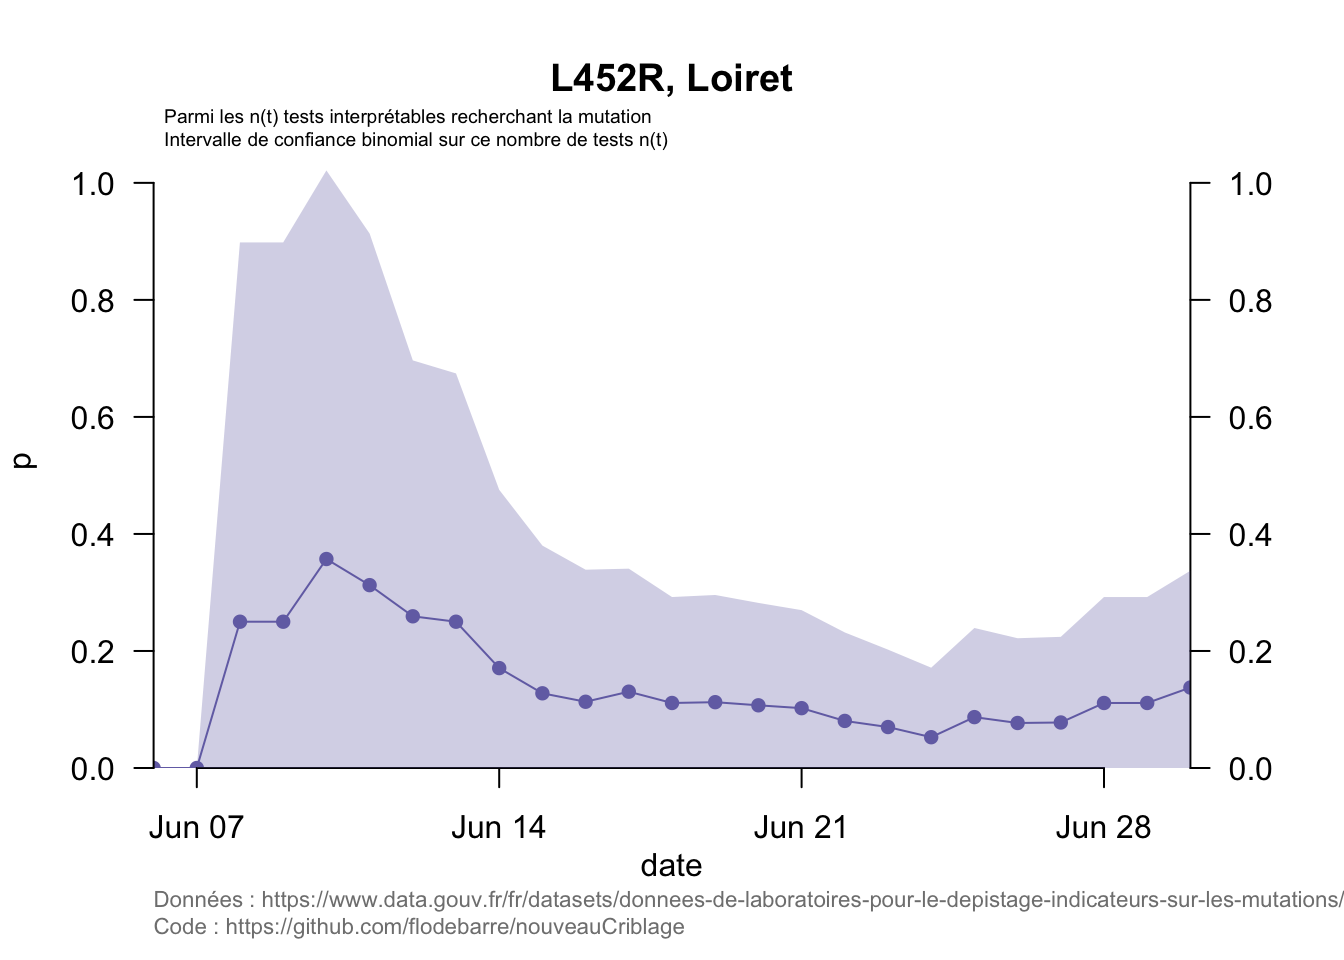 L452R, Loiret
Parmi les n(t) tests interprétables recherchant la mutation
Intervalle de confiance binomial sur ce nombre de tests n(t)
1.0 1.0
0.8 0.8
0.6 0.6
p
0.4 0.4
0.2 0.2
0.0 0.0
Jun 07 Jun 14 Jun 21 Jun 28
date
Données : https://www.data.gouv.fr/fr/datasets/donnees-de-laboratoires-pour-le-depistage-indicateurs-sur-les-mutations/
Code : https://github.com/flodebarre/nouveauCriblage